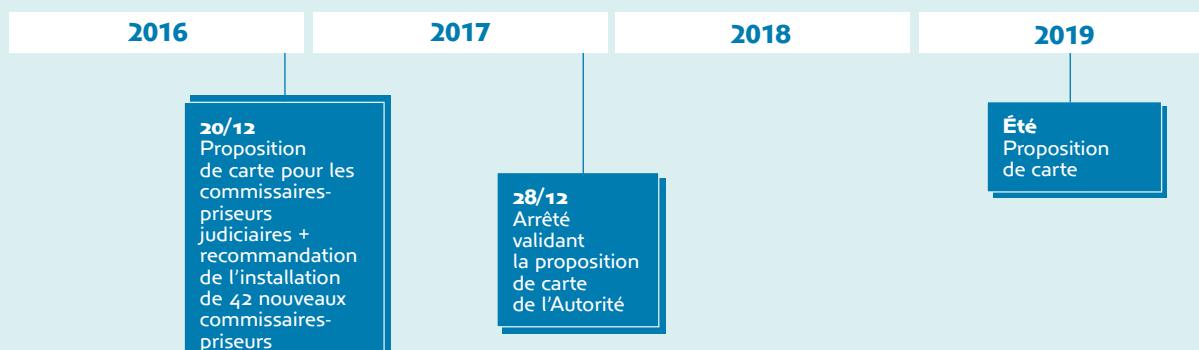 2016
2017
2018
2019
20/12
Proposition
de carte pour les
commissaires-
priseurs
judiciaires +
recommandation
de l'installation
de 42 nouveaux
commissaires-
priseurs
28/12
Arrêté
validant
la proposition
de carte
de l'Autorité
Été
Proposition
de carte